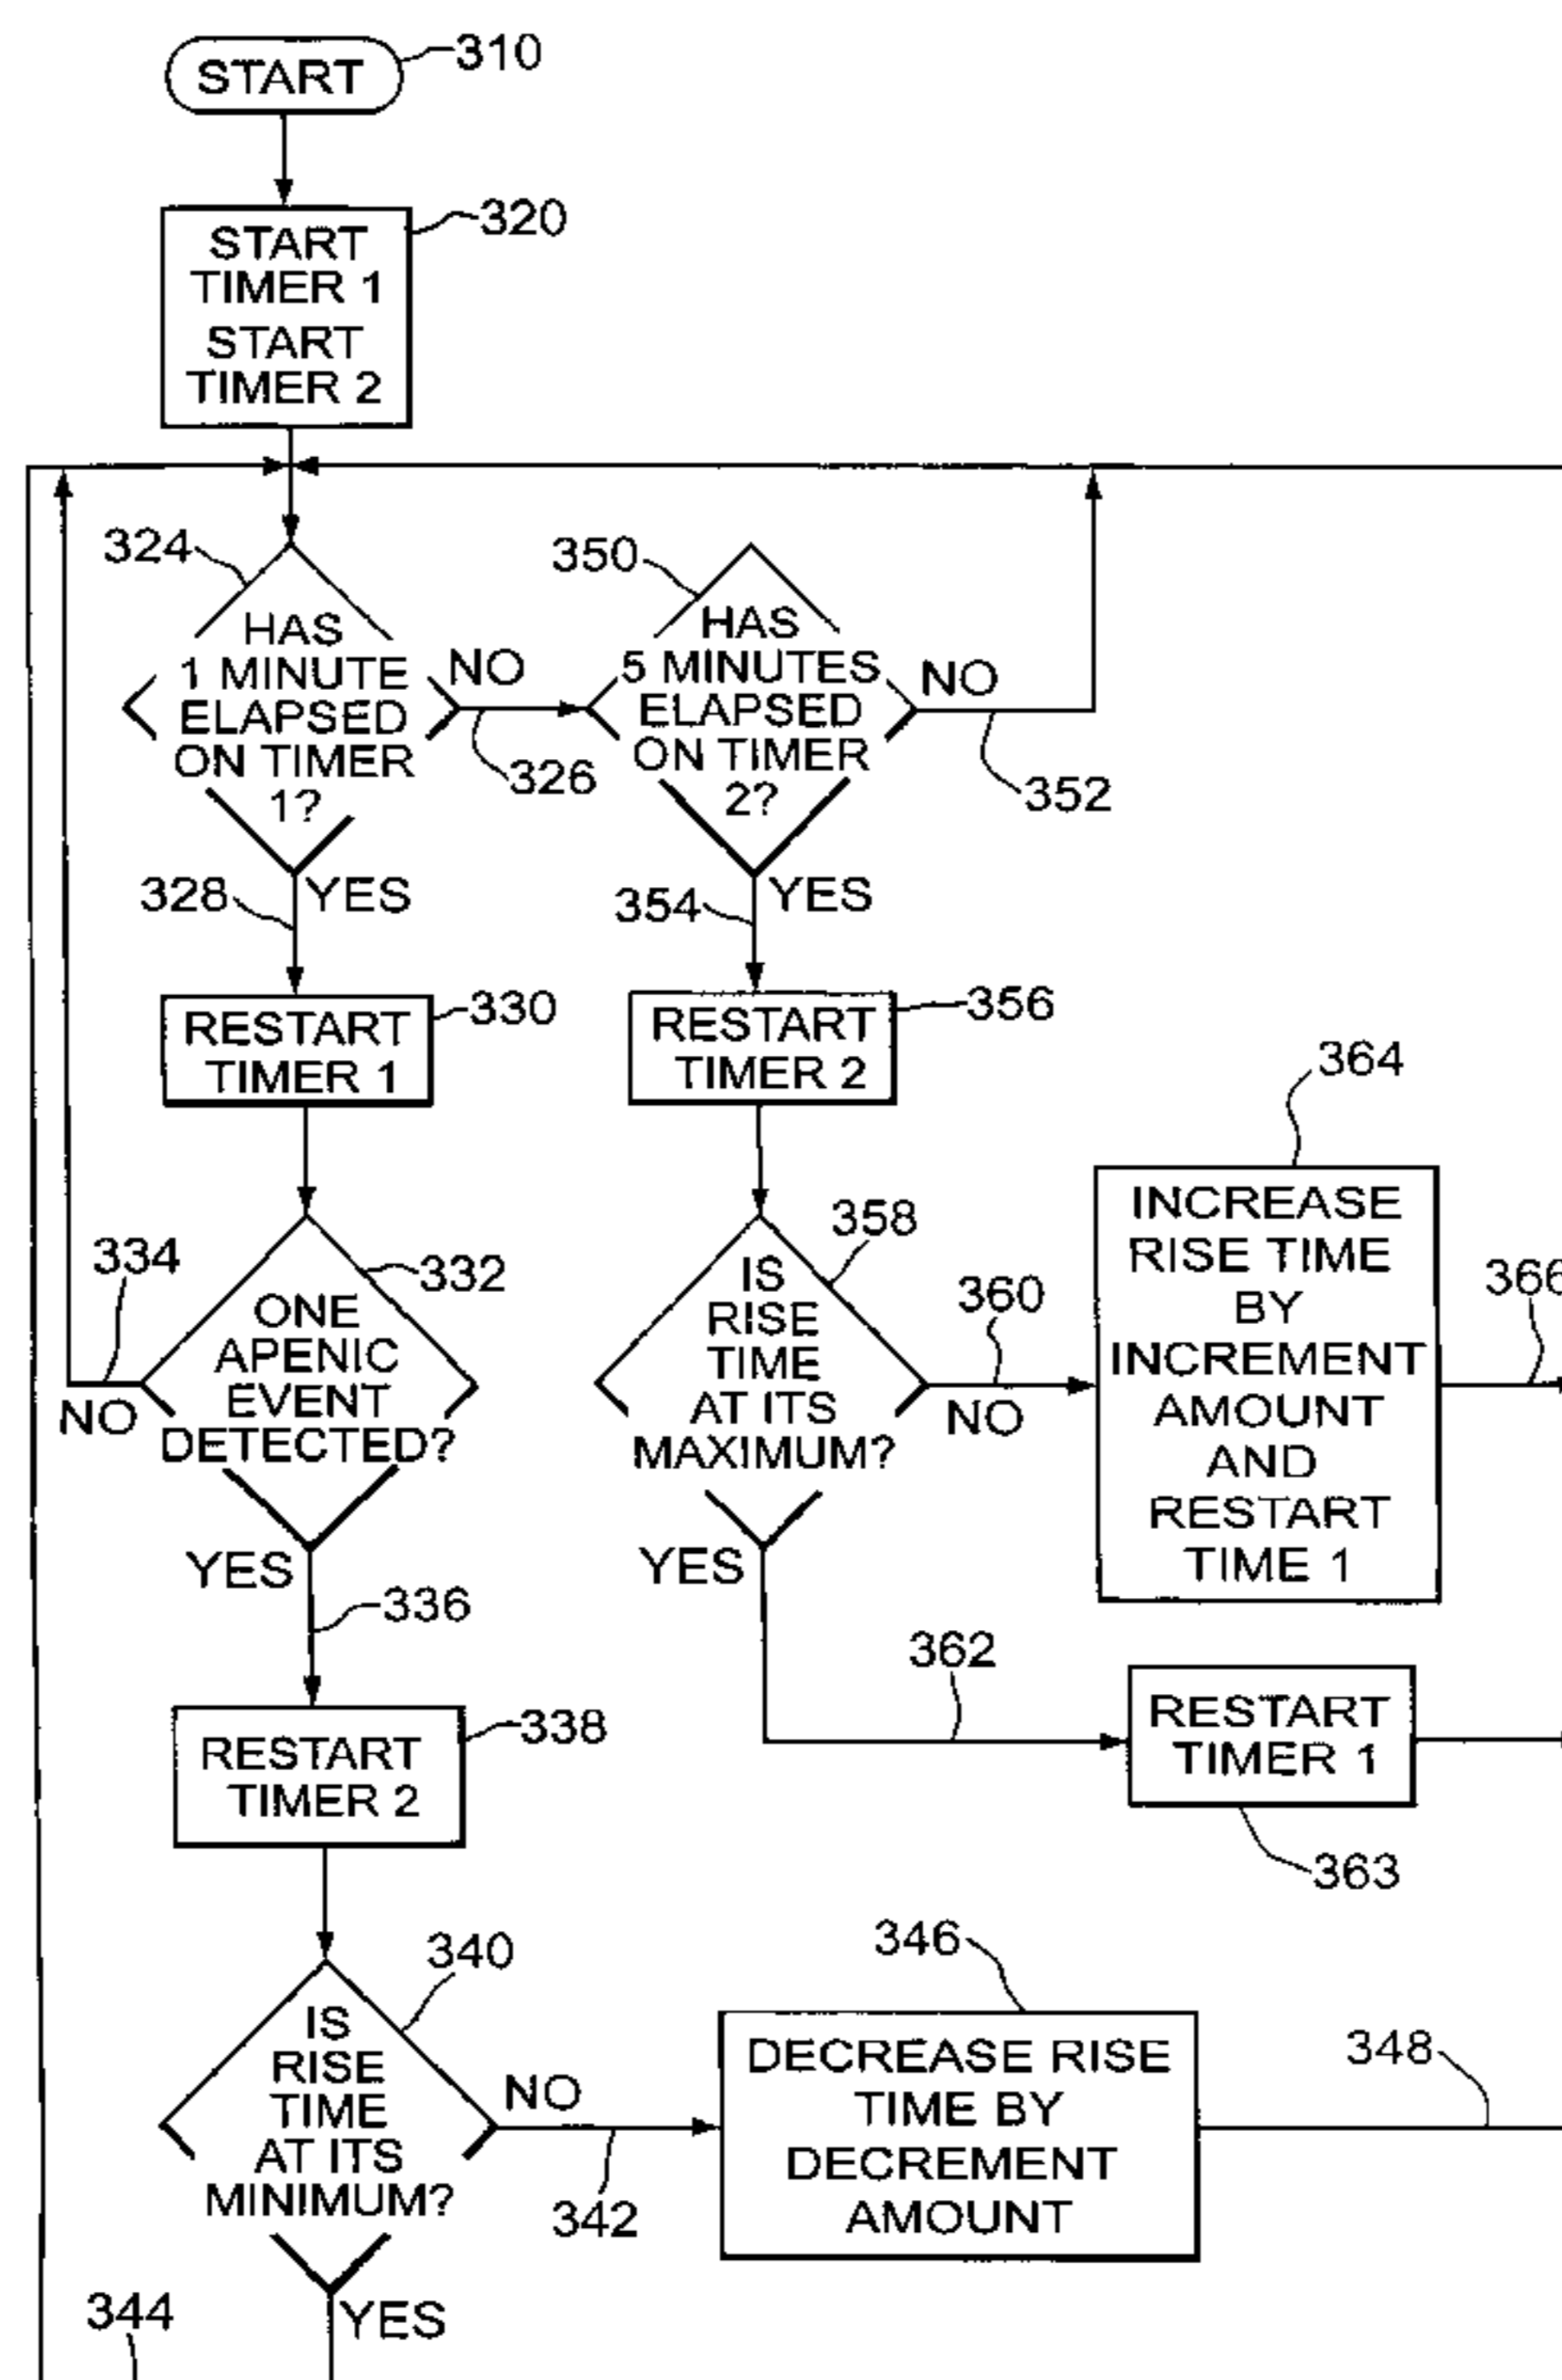 START
310
START
TIMER 1
START
TIMER 2
320
324
HAS
1 MINUTE
ELAPSED
ON TIMER
1?
NO
326
350
HAS
5 MINUTES
ELAPSED
ON TIMER
2?
NO
352
328
YES
354
YES
RESTART
TIMER 1
330
RESTART
TIMER 2
356
334
NO
ONE
APENIC
EVENT
DETECTED?
332
IS
RISE
TIME
AT ITS
MAXIMUM?
358
360
NO
364
INCREASE
RISE TIME
BY
INCREMENT
AMOUNT
AND
RESTART
TIME 1
366
YES
336
YES
362
RESTART
TIMER 1
363
RESTART
TIMER 2
338
340
IS
RISE
TIME
AT ITS
MINIMUM?
NO
342
346
DECREASE RISE
TIME BY
DECREMENT
AMOUNT
348
344
YES